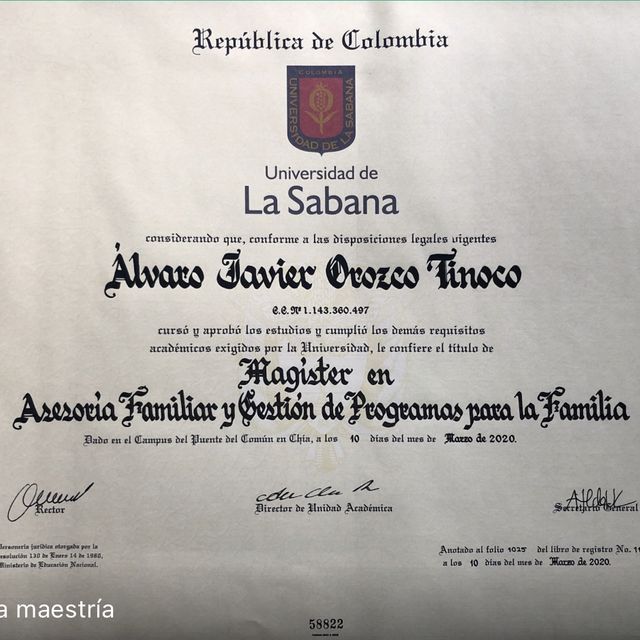 República de Colombia
COLOMBIA
UNIVERSIDAD DE LA SABANA
Universidad de
La Sabana
considerando que, conforme a las disposiciones legales vigentes
Álvaro Javier Orozco Tinoco
C.C. Nº 1.143.360.497
cursó y aprobó los estudios y cumplió los demás requisitos
académicos exigidos por la Universidad, le confiere el título de
Magíster en
Asesoría Familiar y Gestión de Programas para la Familia
Dado en el Campus del Puente del Común en Chía, a los 10 días del mes de Marzo de 2020.
Rector
Director de Unidad Académica
Secretario General
Personería jurídica otorgada por la
Resolución 130 de Enero 14 de 1980,
Ministerio de Educación Nacional.
Anotado al folio 1025 del libro de registro No. 11
a los 10 días del mes de Marzo de 2020.
a maestría
58822